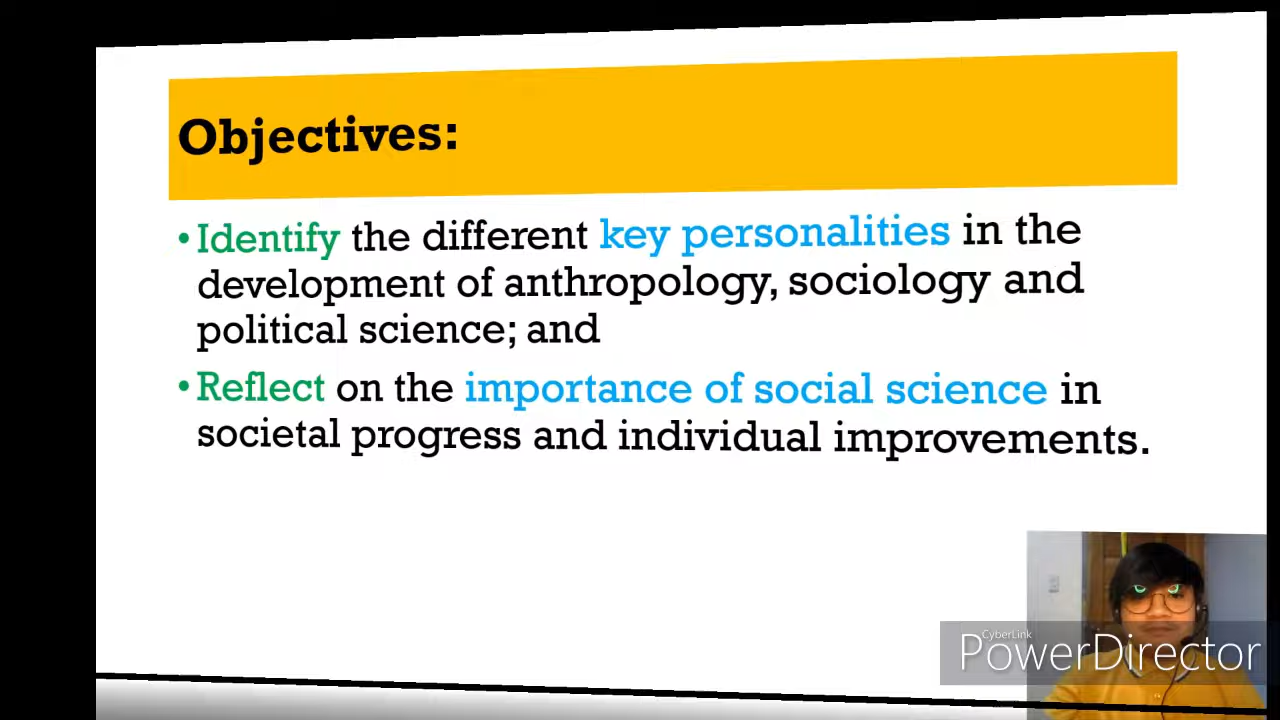 Objectives:
•Identify the different key personalities in the
development of anthropology, sociology and
political science; and
•Reflect on the importance of social science in
societal progress and individual improvements.
CyberLink
PowerDirector